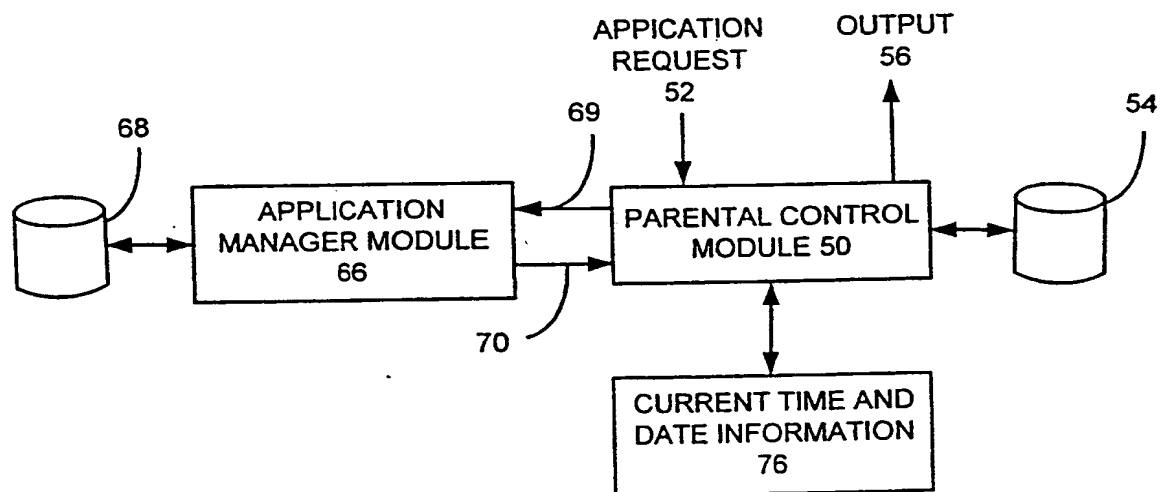 APPICATION
REQUEST
52
OUTPUT
56
54
68
69
APPLICATION
MANAGER MODULE
66
PARENTAL CONTROL
MODULE 50
70
CURRENT TIME AND
DATE INFORMATION
76